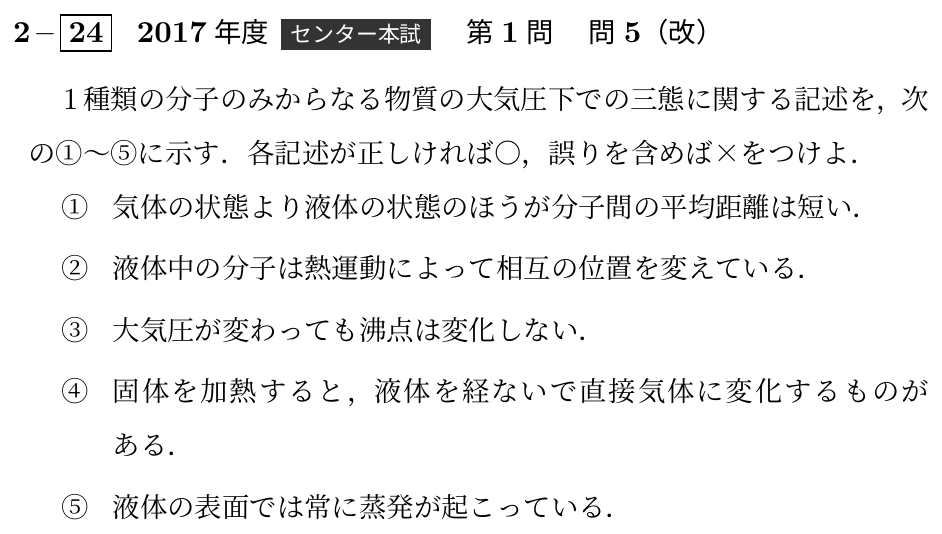 2－24　2017 年度　センター本試　第 1 問　問 5（改）
１種類の分子のみからなる物質の大気圧下での三態に関する記述を，次
の①〜⑤に示す．各記述が正しければ○，誤りを含めば×をつけよ．
①　気体の状態より液体の状態のほうが分子間の平均距離は短い．
②　液体中の分子は熱運動によって相互の位置を変えている．
③　大気圧が変わっても沸点は変化しない．
④　固体を加熱すると，液体を経ないで直接気体に変化するものが
ある．
⑤　液体の表面では常に蒸発が起こっている．